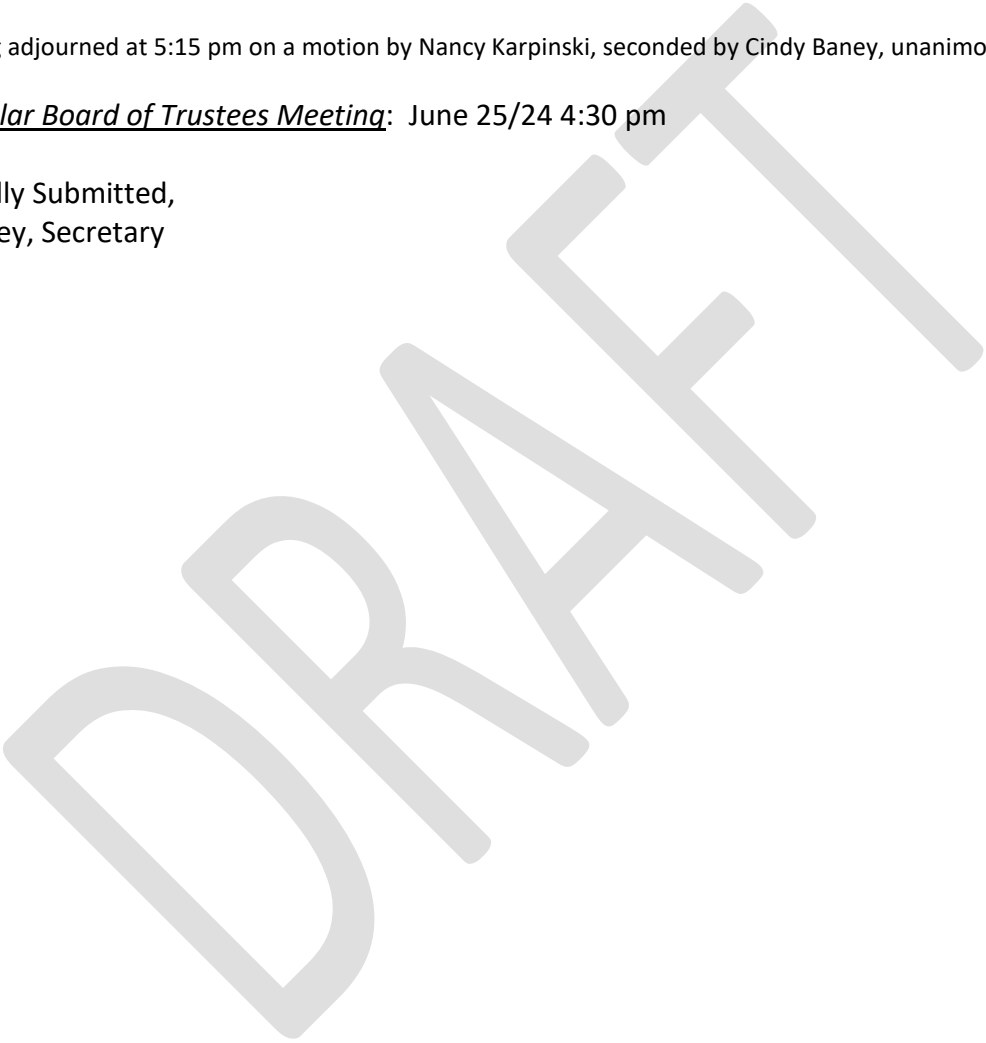 adjourned at 5:15 pm on a motion by Nancy Karpinski, seconded by Cindy Baney, unanimo
lar Board of Trustees Meeting: June 25/24 4:30 pm
lly Submitted,
ey, Secretary
DRAFT